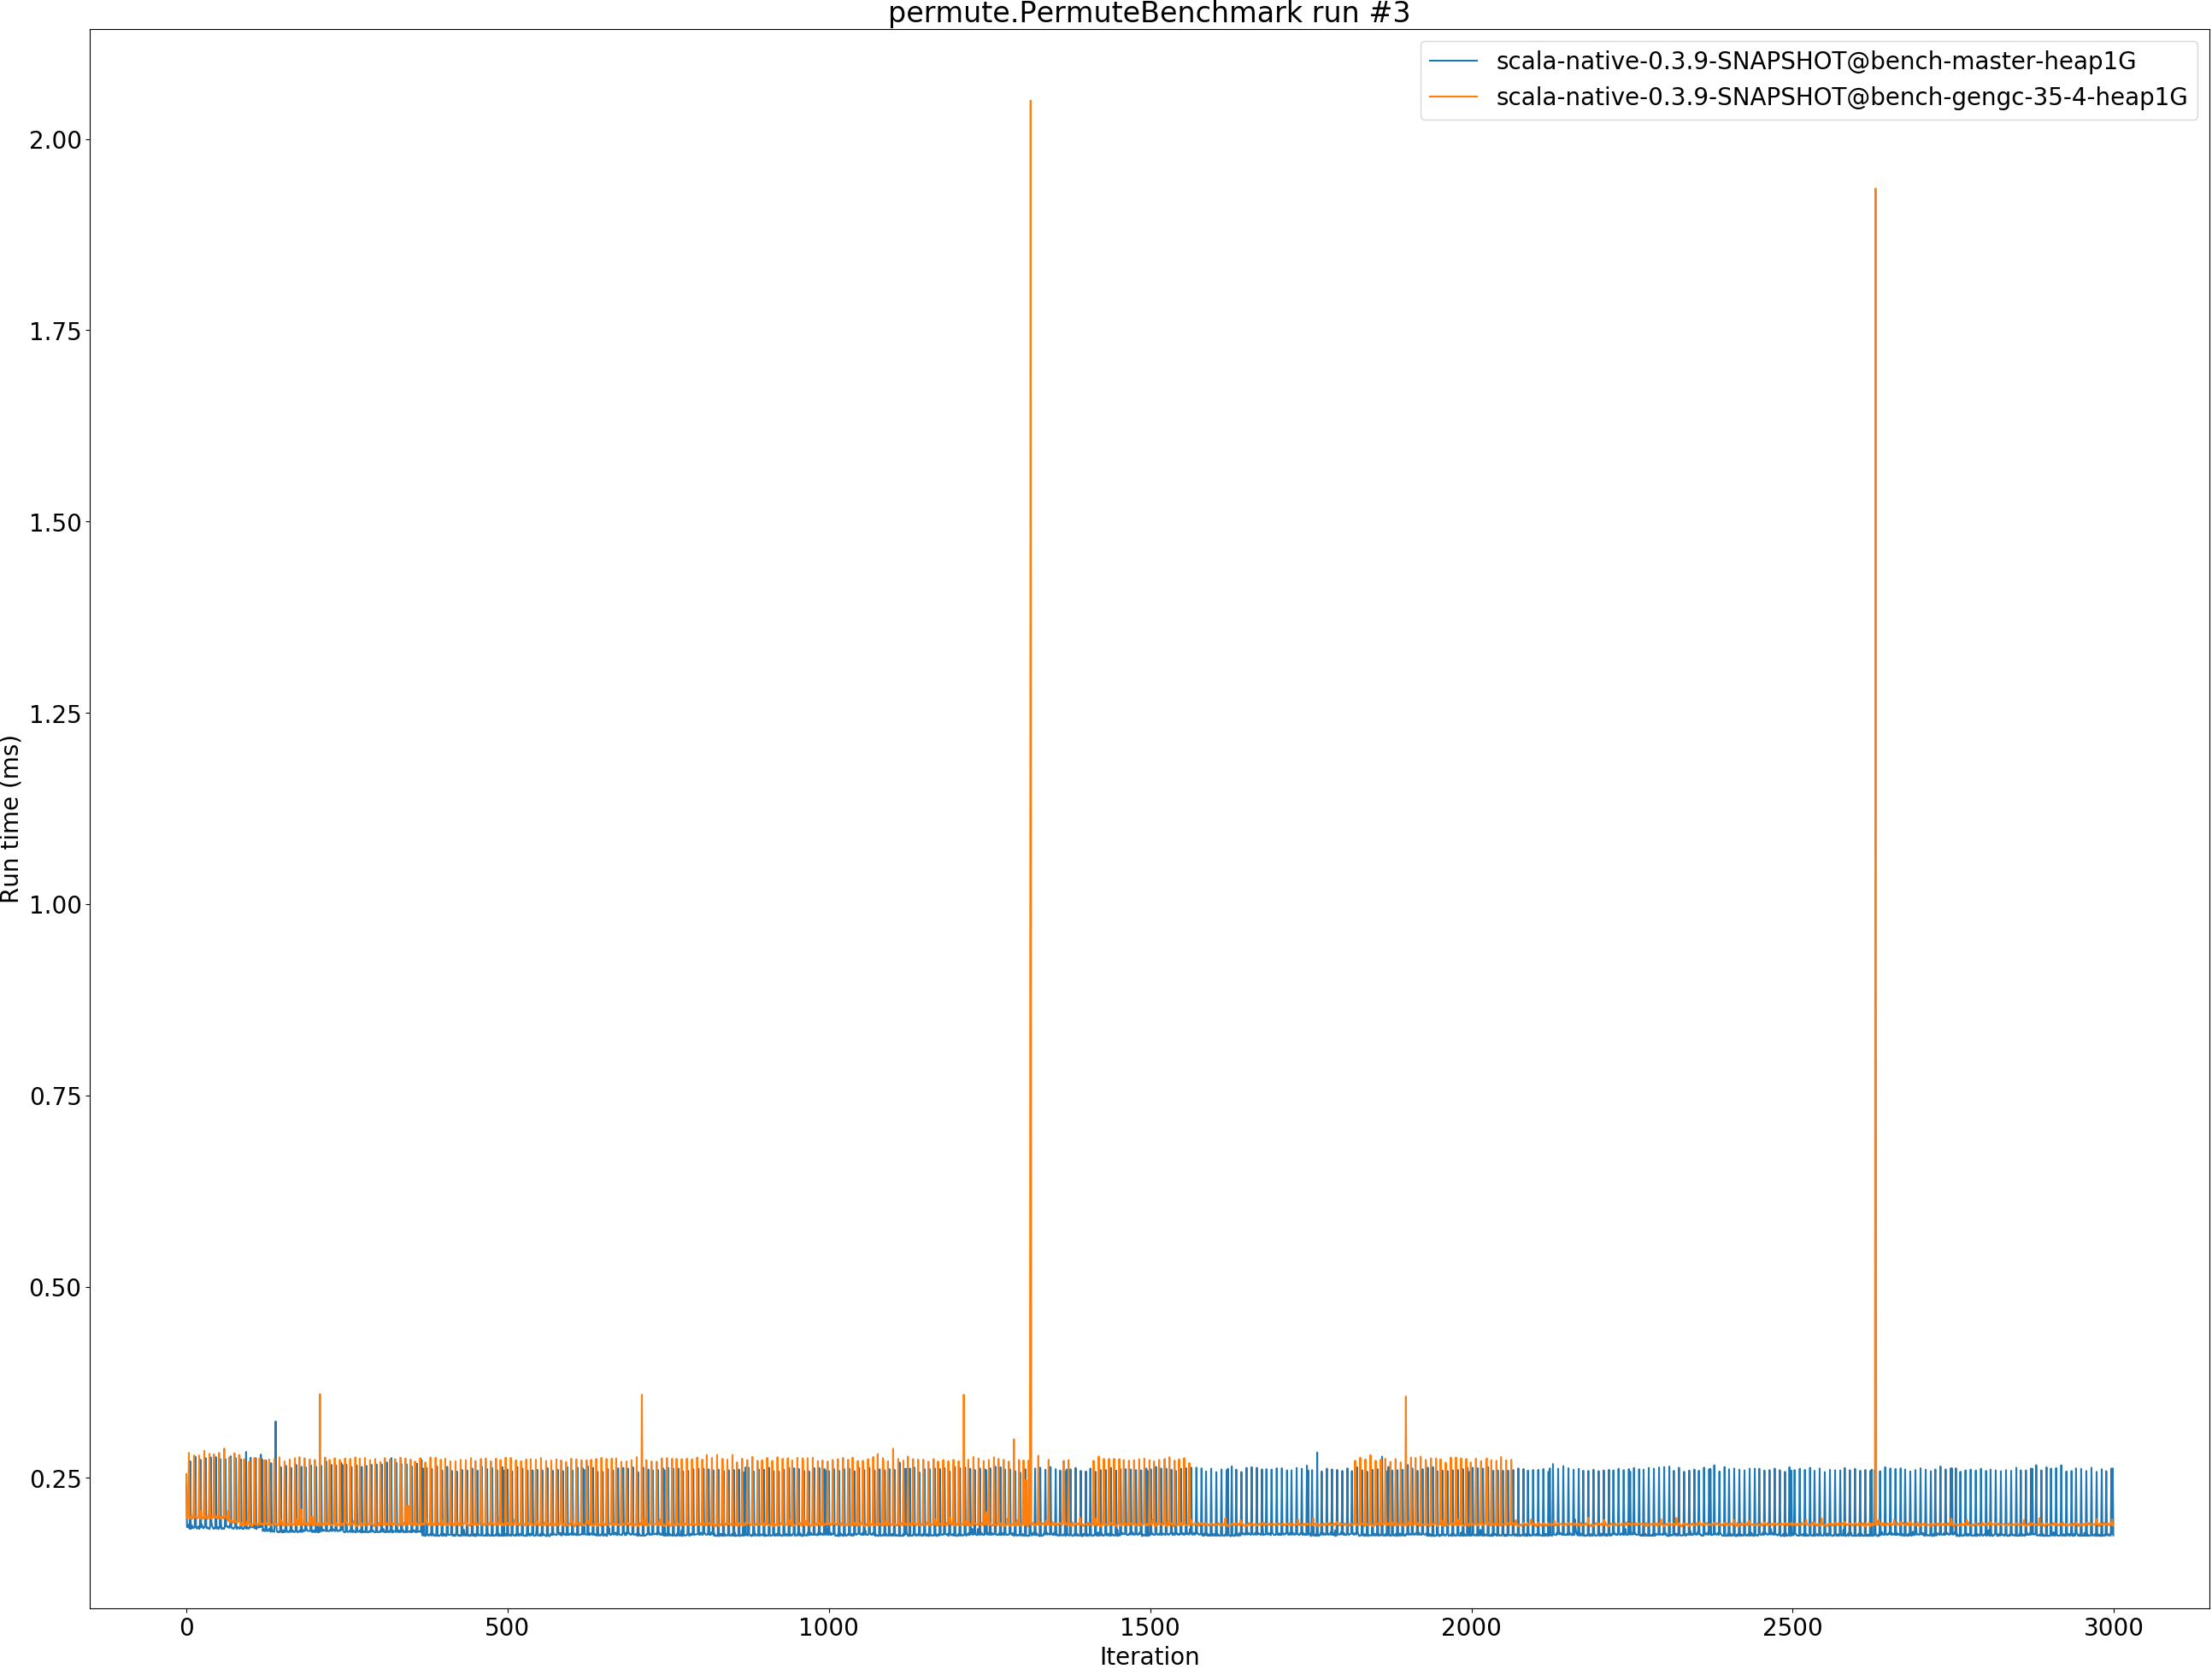 permute.PermuteBenchmark run #3
scala-native-0.3.9-SNAPSHOT@bench-master-heap1G
scala-native-0.3.9-SNAPSHOT@bench-gengc-35-4-heap1G
Run time (ms)
2.00
1.75
1.50
1.25
1.00
0.75
0.50
0.25
0 500 1000 1500 2000 2500 3000
Iteration